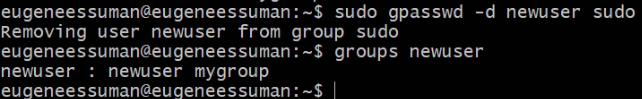 eugeneessuman@eugeneessuman:~$ sudo gpasswd -d newuser sudo
Removing user newuser from group sudo
eugeneessuman@eugeneessuman:~$ groups newuser
newuser : newuser mygroup
eugeneessuman@eugeneessuman:~$